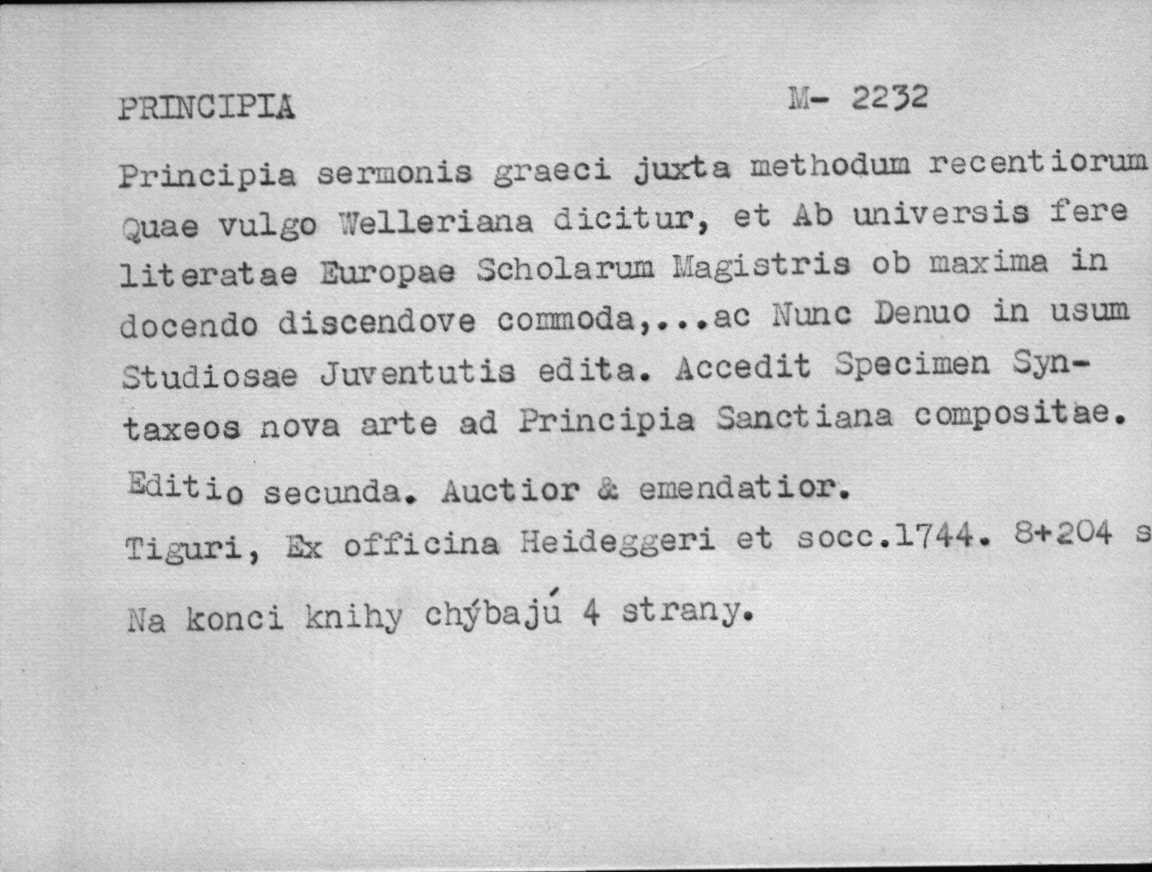 PRINCIPIA M- 2232
Principia sermonis graeci juxta methodum recentiorum
Quae vulgo Welleriana dicitur, et Ab universis fere
literatae Europae Scholarum Magistris ob maxima in
docendo discendove commoda,...ac Nunc Denuo in usum
Studiosae Juventutis edita. Accedit Specimen Syn-
taxeos nova arte ad Principia Sanctiana compositae.
Editio secunda. Auctior & emendatior.
Tiguri, Ex officina Heideggeri et socc.1744. 8+204 s
Na konci knihy chýbajú 4 strany.